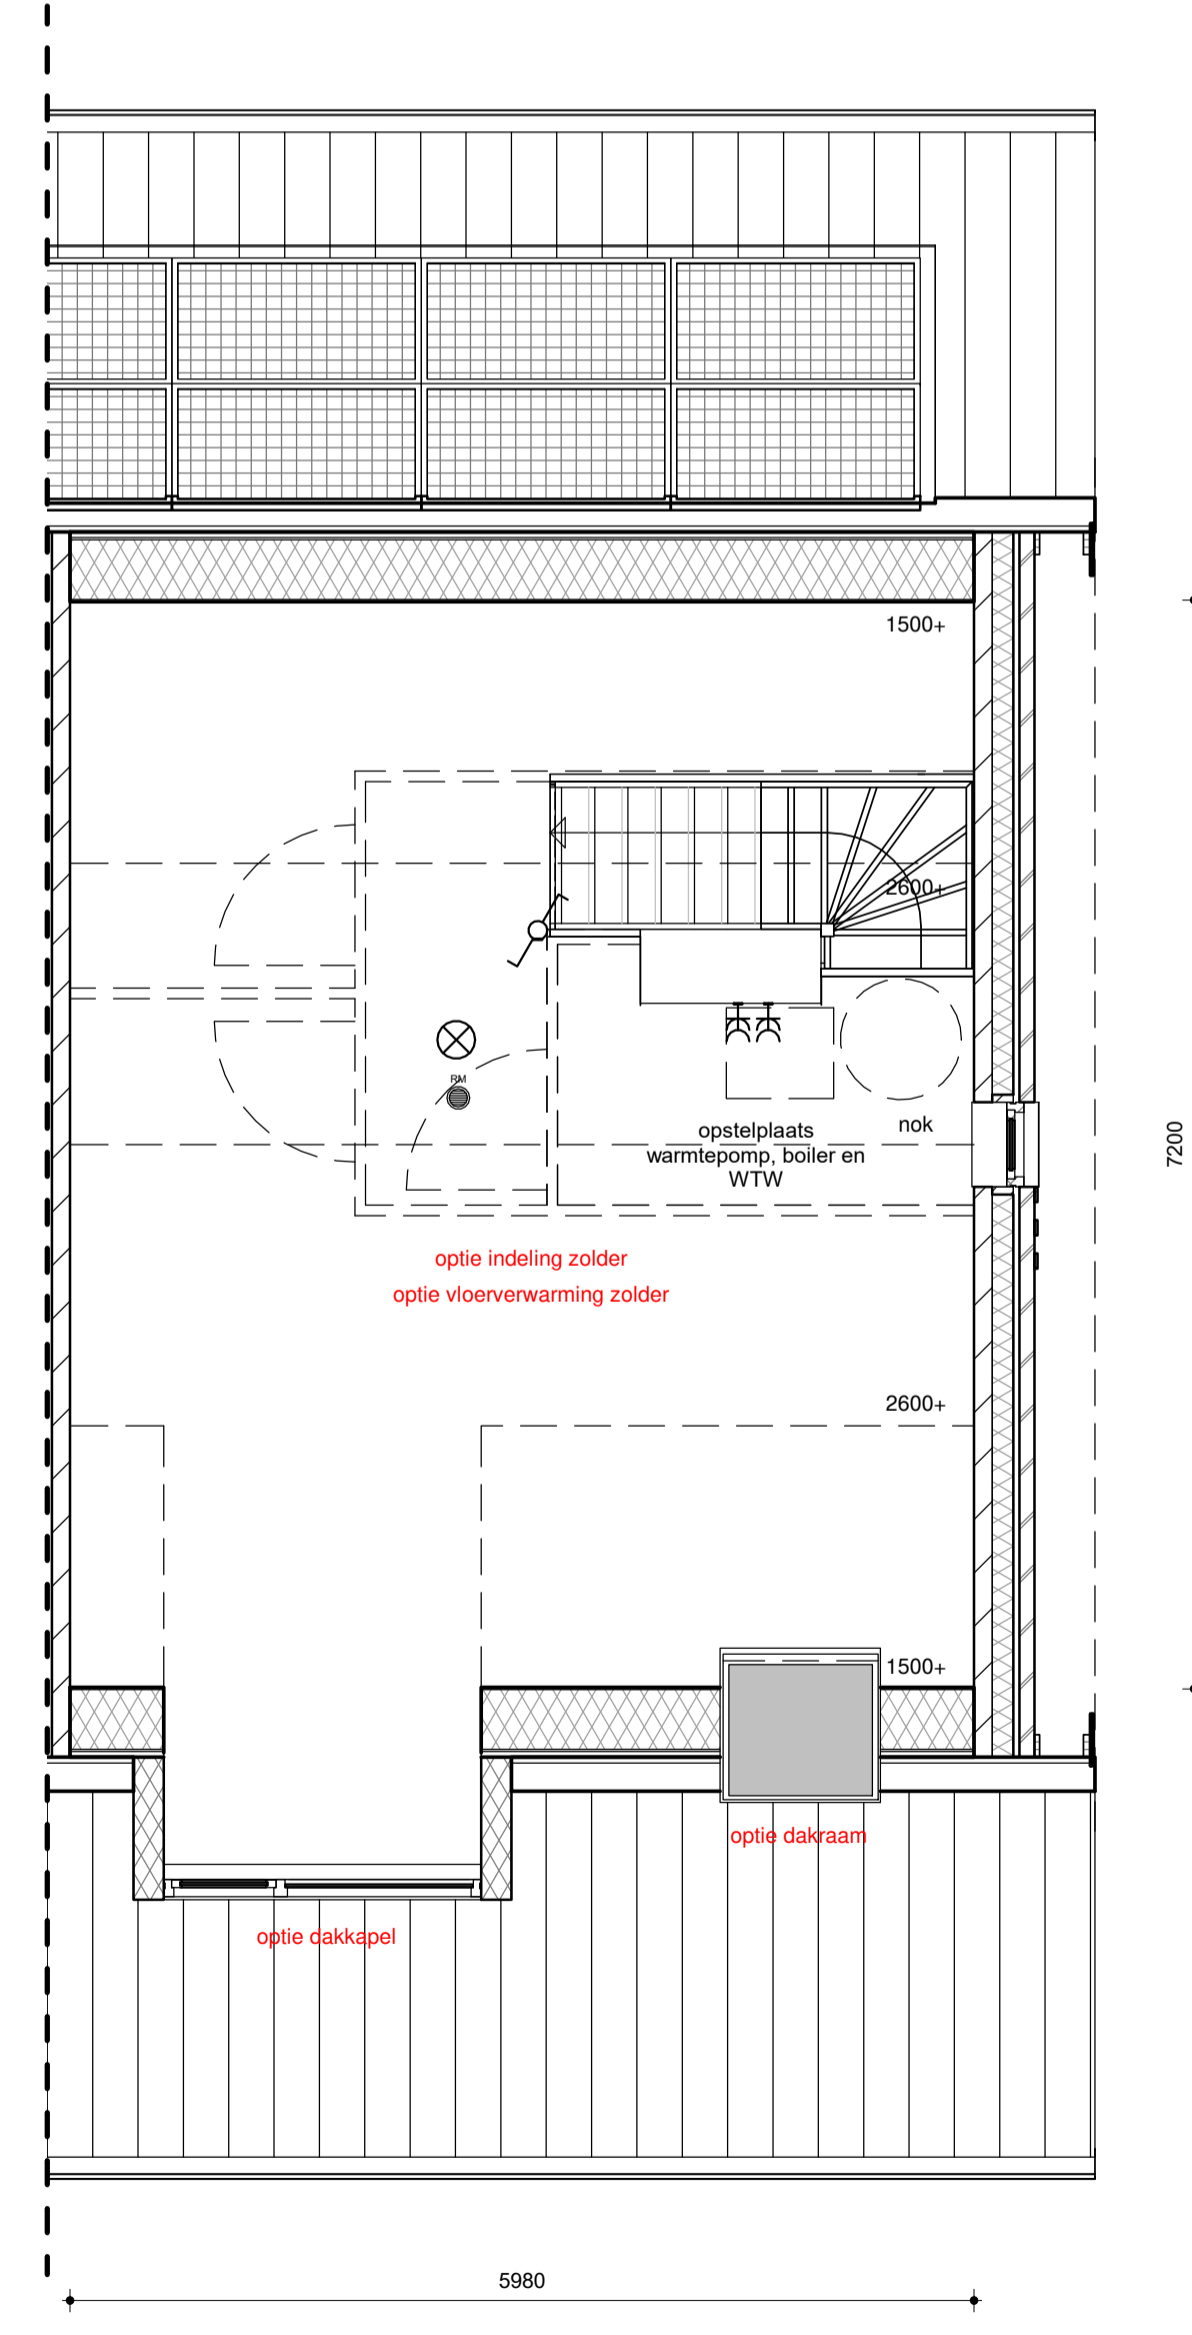 1500+
2600+
RM
nok
opstelplaats
warmtepomp, boiler en
WTW
7200
optie indeling zolder
optie vloerverwarming zolder
2600+
1500+
optie dakraam
optie dakkapel
5980